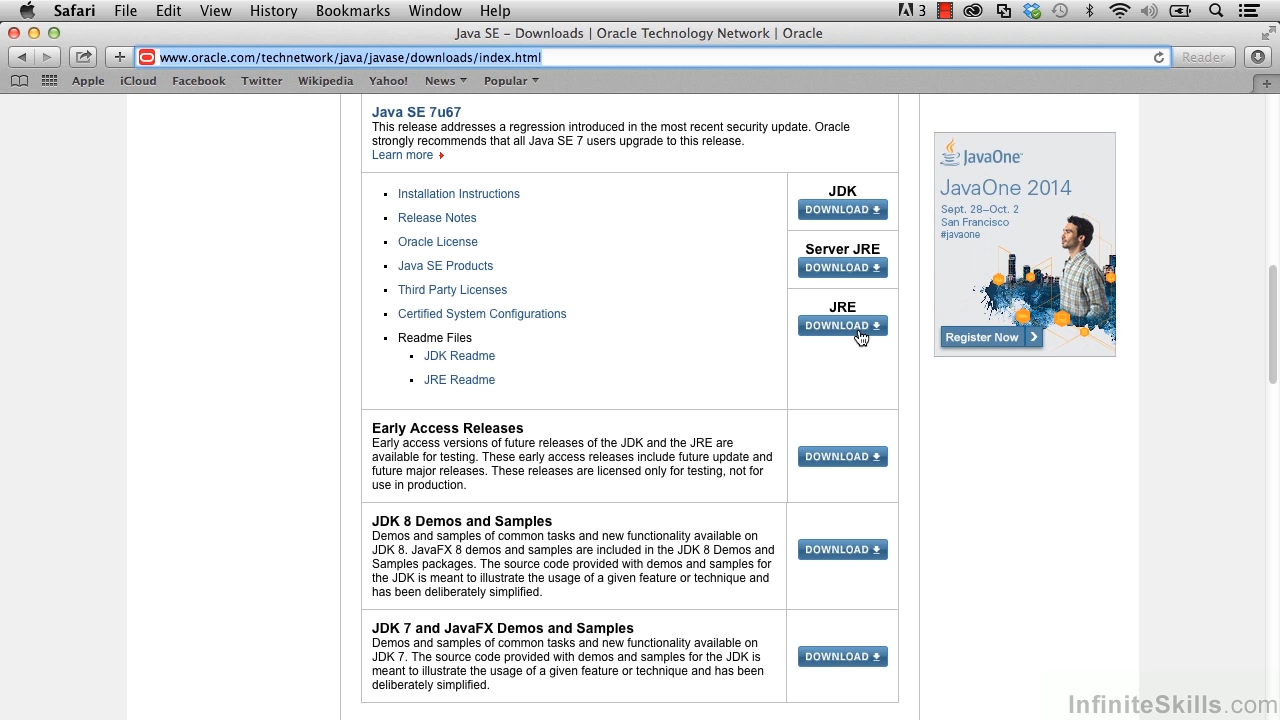 Safari File Edit View History Bookmarks Window Help
3
Java SE - Downloads | Oracle Technology Network | Oracle
www.oracle.com/technetwork/java/javase/downloads/index.html
Reader
Apple iCloud Facebook Twitter Wikipedia Yahoo! News Popular
Java SE 7u67
This release addresses a regression introduced in the most recent security update. Oracle
strongly recommends that all Java SE 7 users upgrade to this release.
Learn more
Installation Instructions
Release Notes
Oracle License
Java SE Products
Third Party Licenses
Certified System Configurations
Readme Files
JDK Readme
JRE Readme
JDK
DOWNLOAD
Server JRE
DOWNLOAD
JRE
DOWNLOAD
Early Access Releases
Early access versions of future releases of the JDK and the JRE are
available for testing. These early access releases include future update and
future major releases. These releases are licensed only for testing, not for
use in production.
DOWNLOAD
JDK 8 Demos and Samples
Demos and samples of common tasks and new functionality available on
JDK 8. JavaFX 8 demos and samples are included in the JDK 8 Demos and
Samples packages. The source code provided with demos and samples for
the JDK is meant to illustrate the usage of a given feature or technique and
has been deliberately simplified.
DOWNLOAD
JDK 7 and JavaFX Demos and Samples
Demos and samples of common tasks and new functionality available on
JDK 7. The source code provided with demos and samples for the JDK is
meant to illustrate the usage of a given feature or technique and has been
deliberately simplified.
DOWNLOAD
JavaOne
JavaOne 2014
Sept. 28–Oct. 2
San Francisco
#javaone
Register Now
InfiniteSkills.com